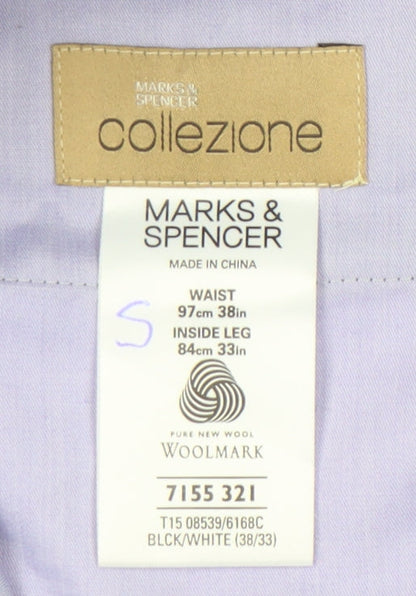 MARKS &
SPENCER
collezione
MARKS &
SPENCER
MADE IN CHINA
WAIST
97cm 38in
S
INSIDE LEG
84cm 33in
PURE NEW WOOL
WOOLMARK
7155 321
T15 08539/6168C
BLCK/WHITE (38/33)